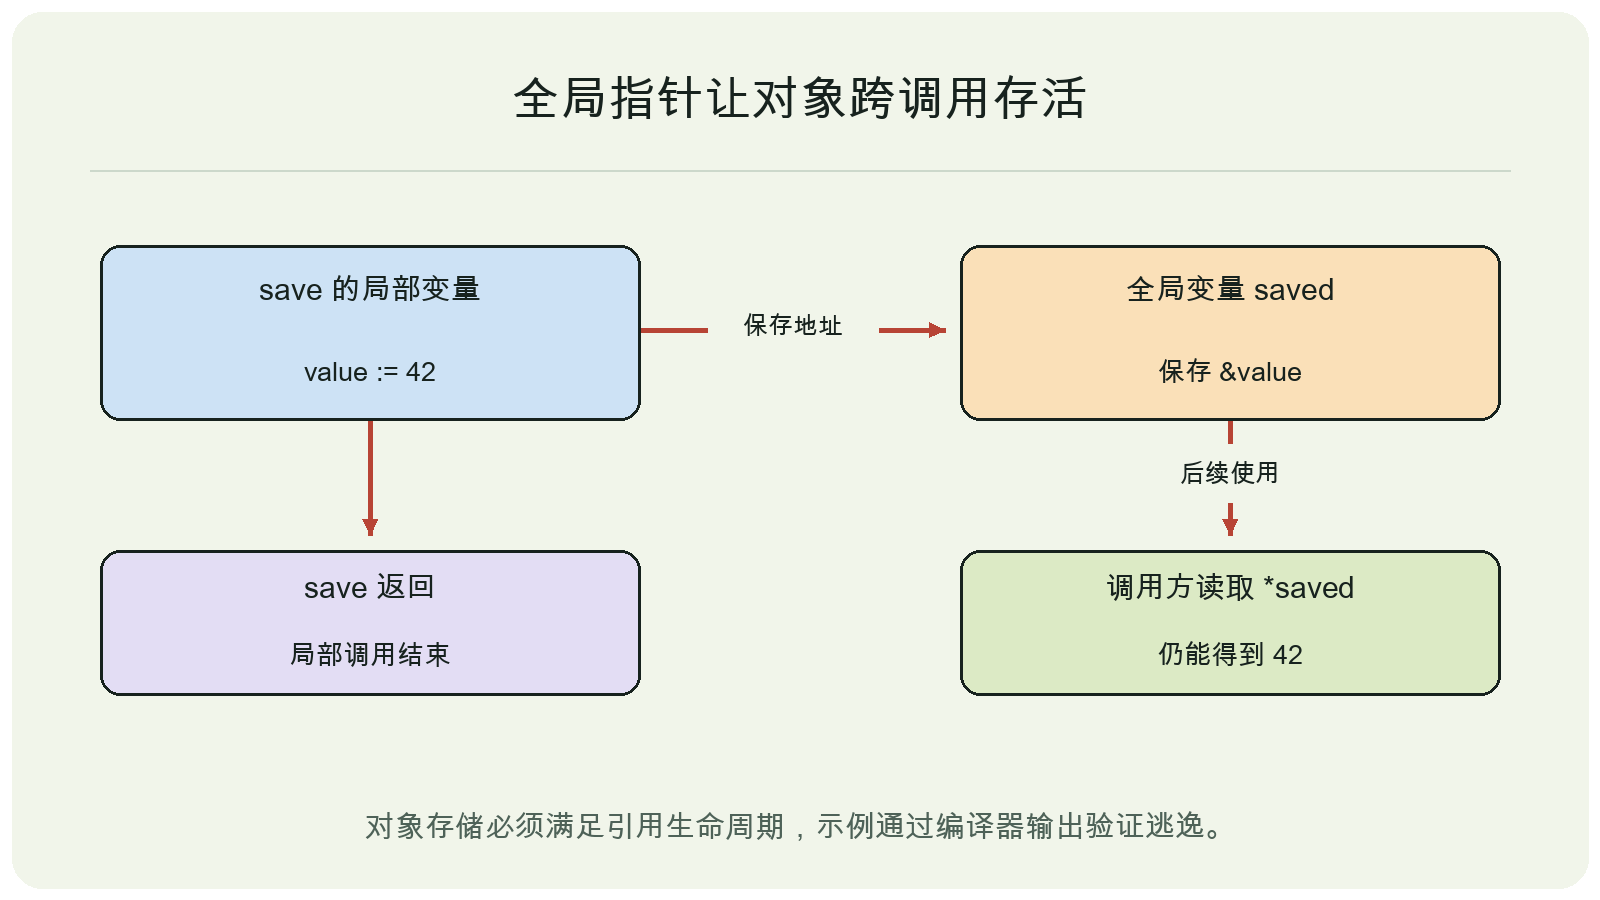 全局指针让对象跨调用存活
save 的局部变量
value := 42
保存地址
全局变量 saved
保存 &value
后续使用
save 返回
局部调用结束
调用方读取 *saved
仍能得到 42
对象存储必须满足引用生命周期，示例通过编译器输出验证逃逸。